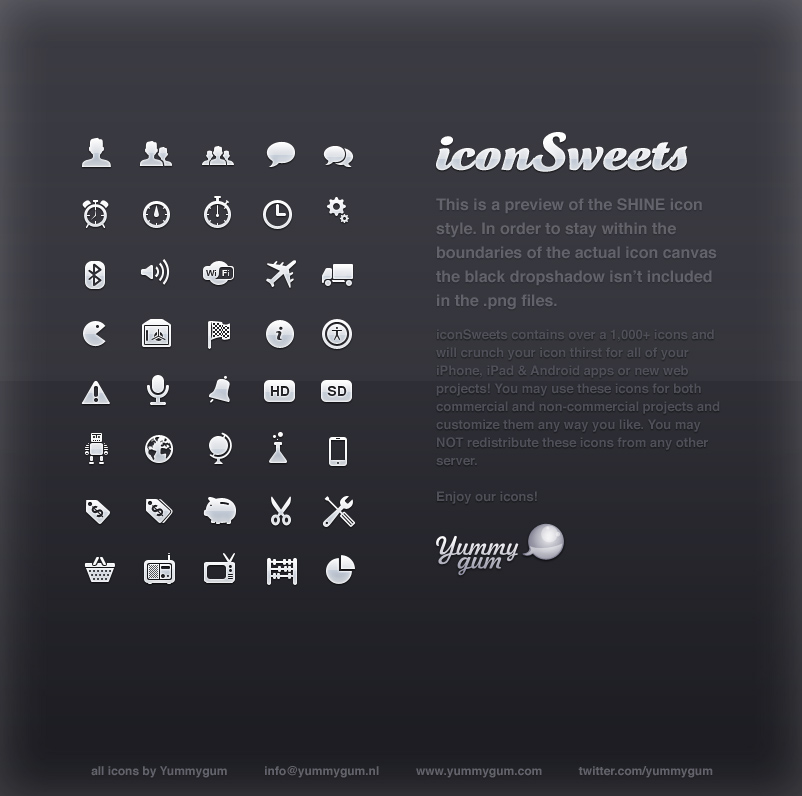 iconSweets
This is a preview of the SHINE icon
style. In order to stay within the
boundaries of the actual icon canvas
the black dropshadow isn't included
in the .png files.
Wi Fi
iconSweets contains over a 1.000+ icons and
will crunch your icon thirst for all of your
iPhone, iPad & Android apps or new web
projects! You may use these icons for both
commercial and non-commercial projects and
customize them any way you like. You may
NOT redistribute these icons from any other
server.
HD
SD
Enjoy our icons!
Yummy
gum
all icons by Yummygum
info@yummygum.nl
www.yummygum.com
twitter.com/yummygum